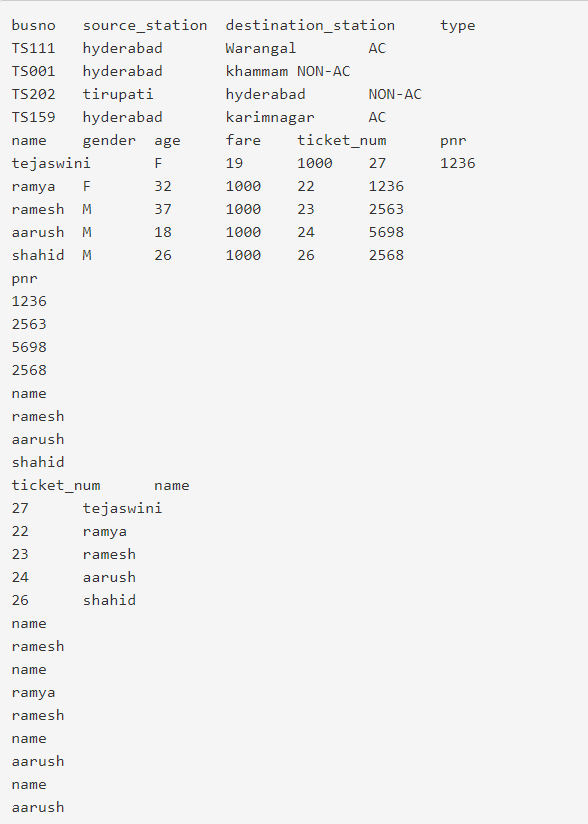 busno source_station destination_station type
TS111 hyderabad Warangal AC
TS001 hyderabad khammam NON-AC
TS202 tirupati hyderabad NON-AC
TS159 hyderabad karimnagar AC
name gender age fare ticket_num pnr
tejaswini F 19 1000 27 1236
ramya F 32 1000 22 1236
ramesh M 37 1000 23 2563
aarush M 18 1000 24 5698
shahid M 26 1000 26 2568
pnr
1236
2563
5698
2568
name
ramesh
aarush
shahid
ticket_num name
27 tejaswini
22 ramya
23 ramesh
24 aarush
26 shahid
name
ramesh
name
ramya
ramesh
name
aarush
name
aarush